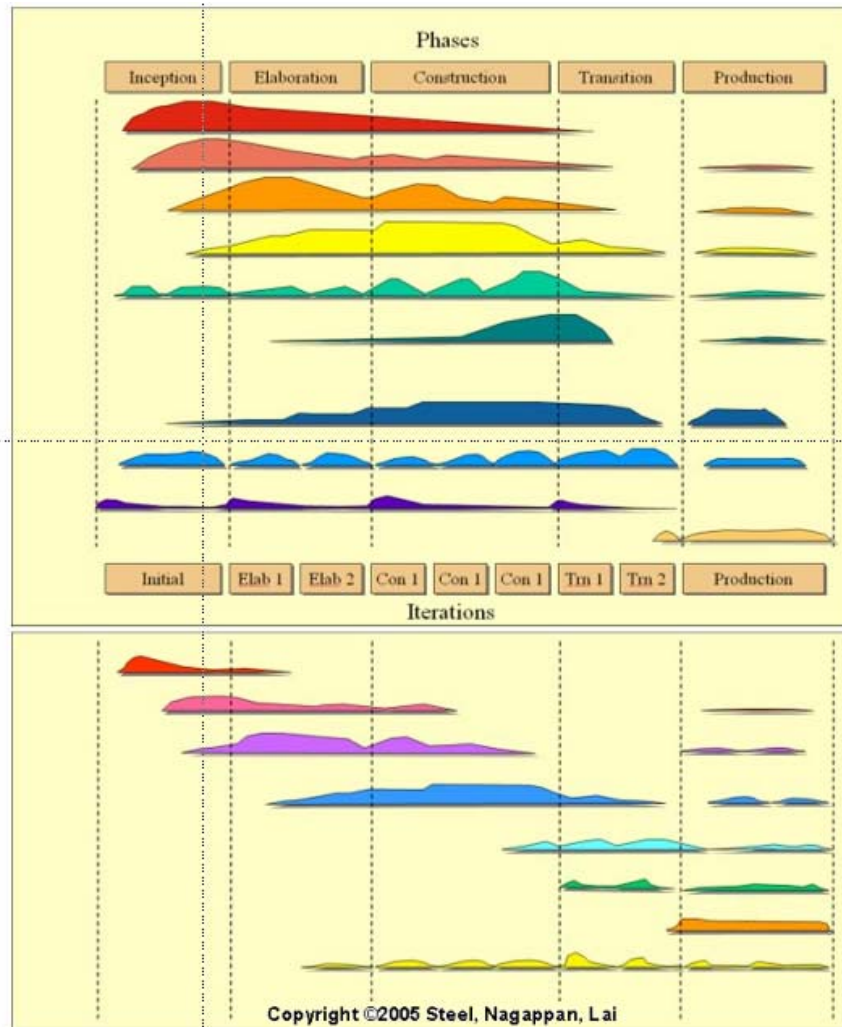 Phases
Inception Elaboration Construction Transition Production
Initial Elab 1 Elab 2 Con 1 Con 1 Con 1 Trn 1 Trn 2 Production
Iterations
Copyright ©2005 Steel, Nagappan, Lai